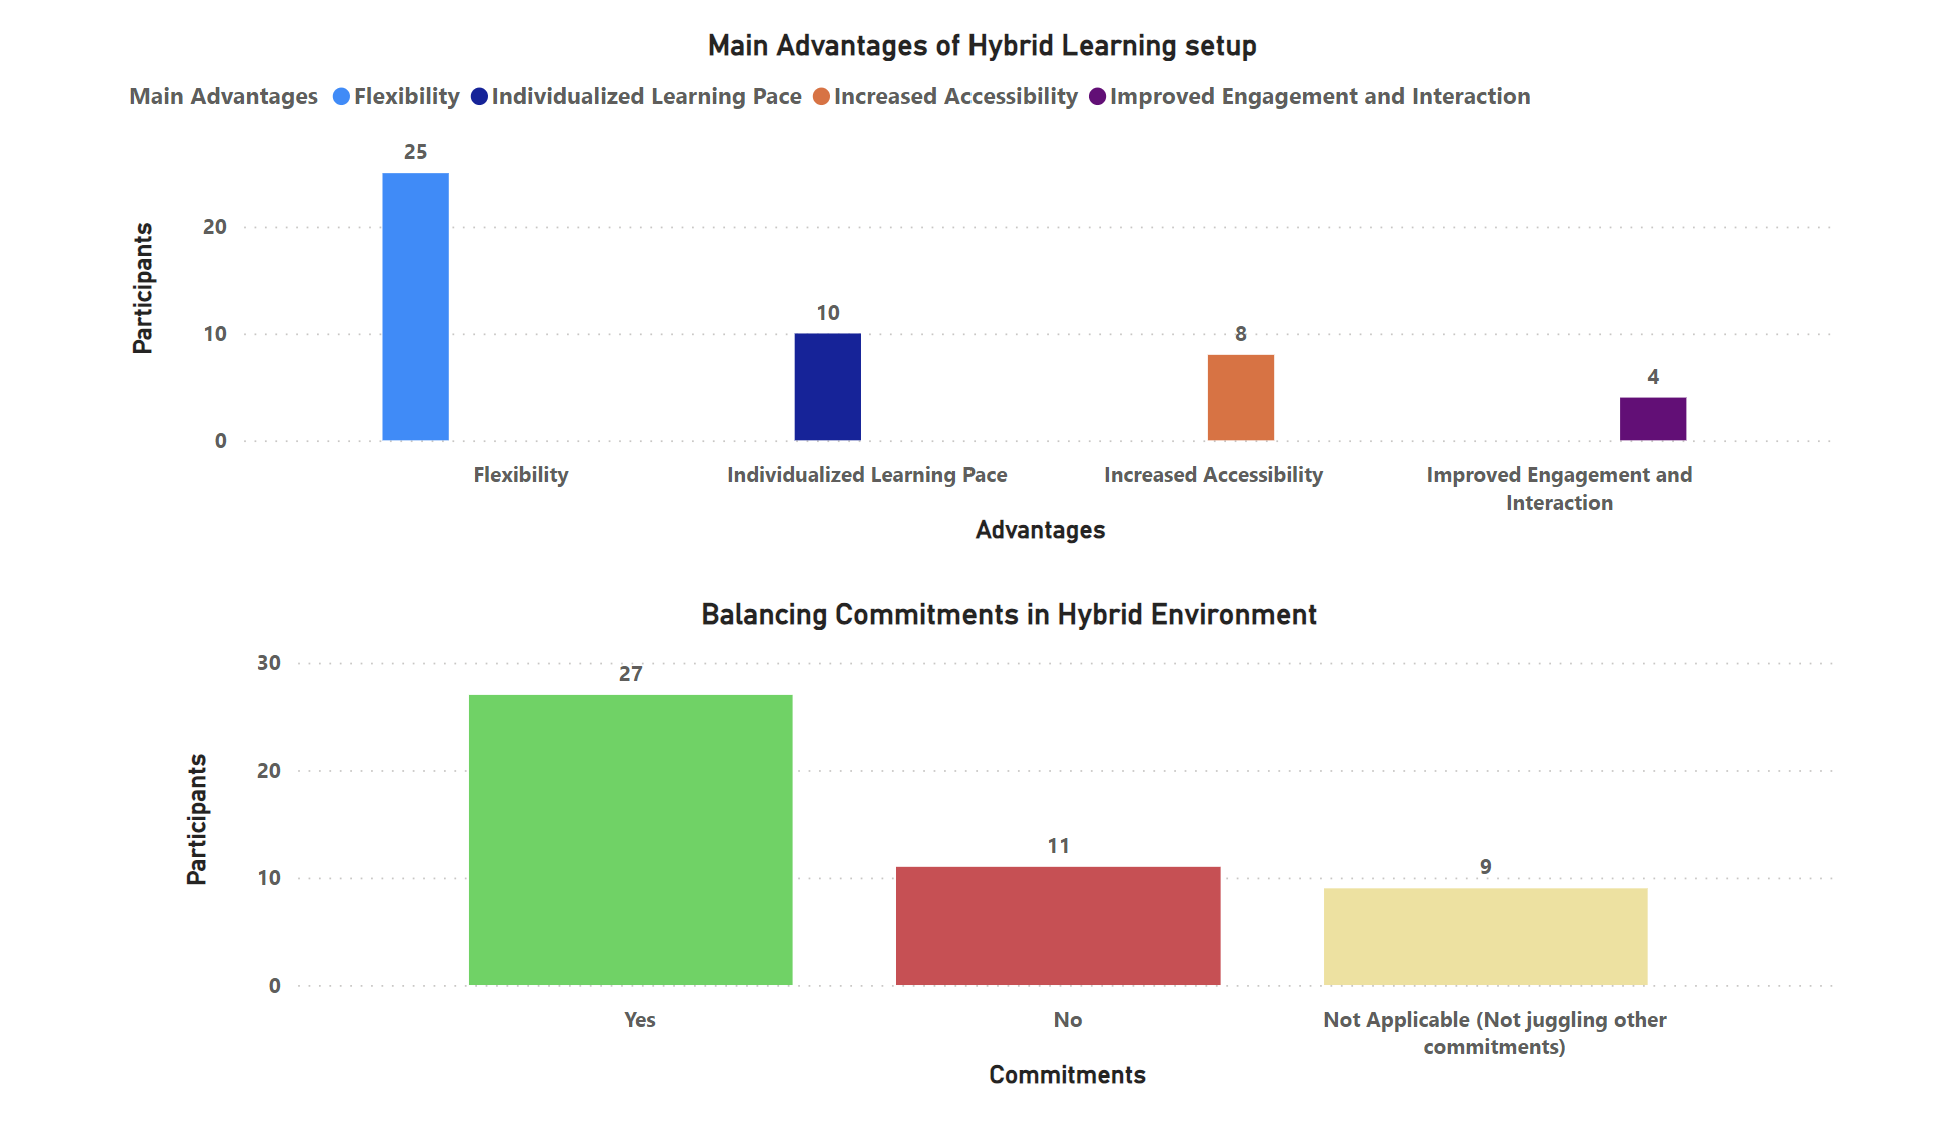 Main Advantages of Hybrid Learning setup
Main Advantages Flexibility Individualized Learning Pace Increased Accessibility Improved Engagement and Interaction
25
20
10
10
8
4
0
Participants
Flexibility Individualized Learning Pace Increased Accessibility Improved Engagement and
Interaction
Advantages
Balancing Commitments in Hybrid Environment
30
27
20
11
10
9
0
Participants
Yes No Not Applicable (Not juggling other
commitments)
Commitments